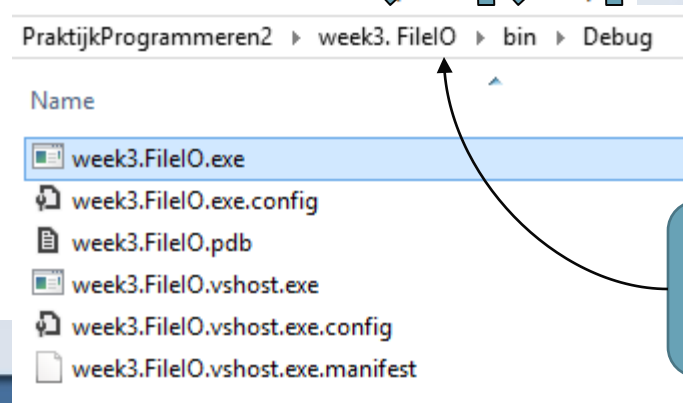 PraktijkProgrammeren2 ▸ week3. FileIO ▸ bin ▸ Debug
Name
week3.FileIO.exe
week3.FileIO.exe.config
week3.FileIO.pdb
week3.FileIO.vshost.exe
week3.FileIO.vshost.exe.config
week3.FileIO.vshost.exe.manifest